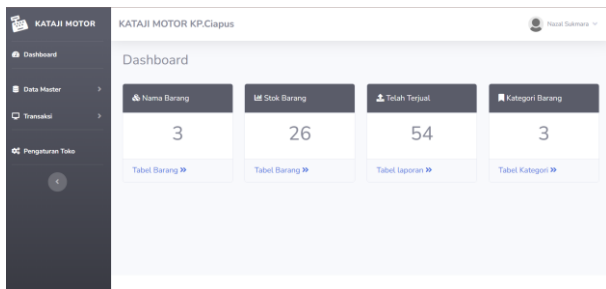 KATAJI MOTOR
KATAJI MOTOR KP.Ciapus
Nazat Sukmara
Dashboard
Data Master
Transaksi
Pengaturan Toko
Dashboard
Nama Barang
Stok Barang
Telah Terjual
Kategori Barang
3
26
54
3
Tabel Barang »
Tabel Barang »
Tabel laporan »
Tabel Kategori »